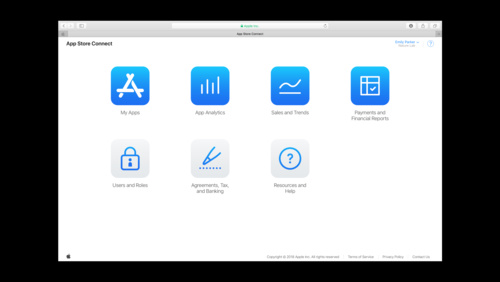 App Store Connect
App Store Connect
My Apps
App Analytics
Sales and Trends
Payments and
Financial Reports
Users and Roles
Agreements, Tax,
and Banking
Resources and
Help
Copyright © 2018 Apple Inc. All rights reserved.
Terms of Service
Privacy Policy
Contact Us